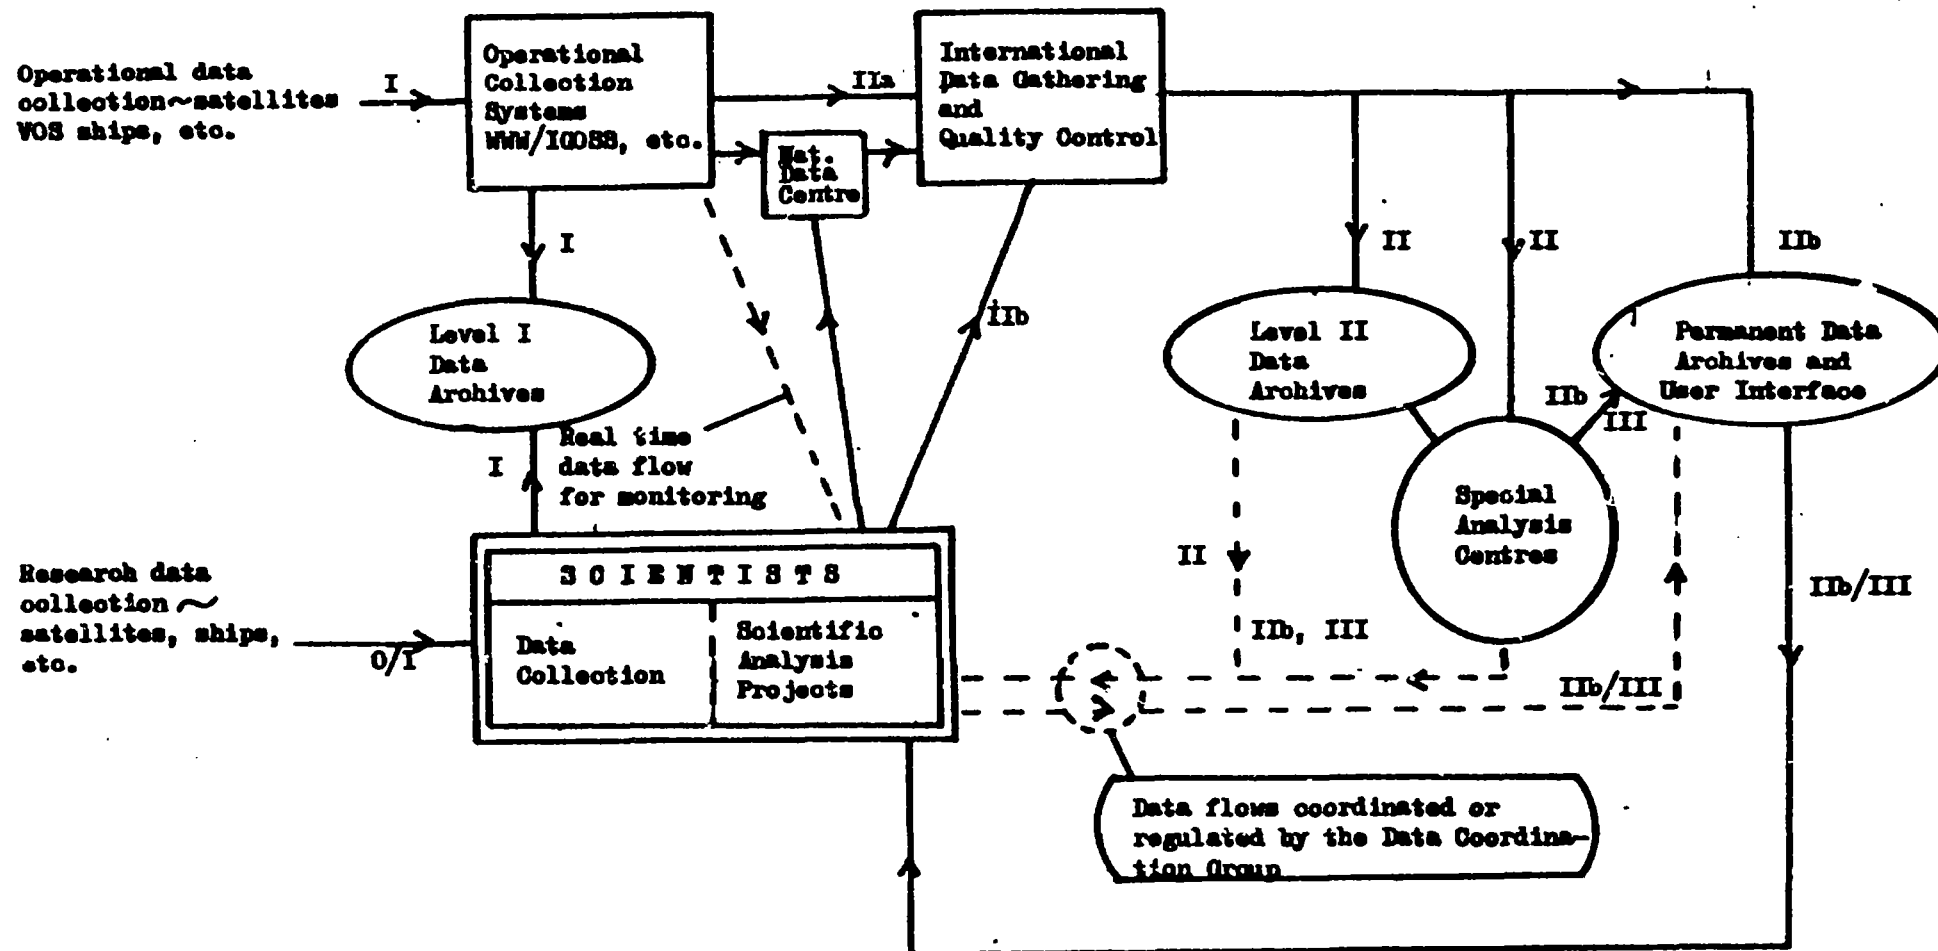 Operational data
collection~satellites
VOS ships, etc.
I
Operational
Collection
Systems
WWW/IGOSS, etc.
IIa
Nat.
Data
Centre
International
Data Gathering
and
Quality Control
I
II
II
IIb
Level I
Data
Archives
IIb
Level II
Data
Archives
Permanent Data
Archives and
User Interface
IIb
III
Real time
data flow
for monitoring
I
Special
Analysis
Centres
II
IIb/III
Research data
collection ~
satellites, ships,
etc.
O/I
SCIENTISTS
Data
Collection
Scientific
Analysis
Projects
IIb, III
IIb/III
Data flows coordinated or
regulated by the Data Coordina-
tion Group